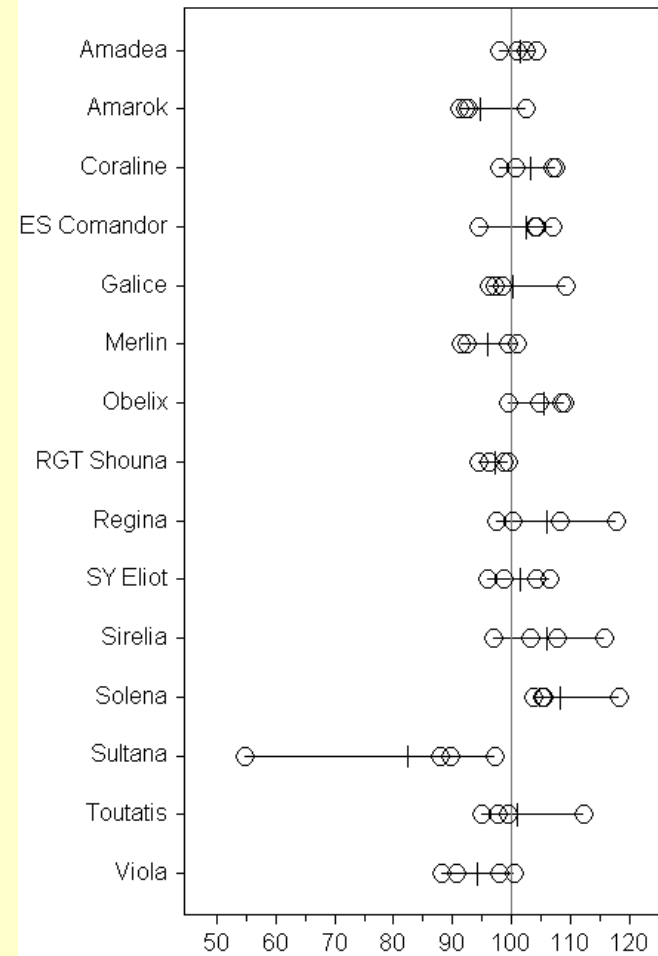 Amadea
Amarok
Coraline
ES Comandor
Galice
Merlin
Obelix
RGT Shouna
Regina
SY Eliot
Sirelia
Solena
Sultana
Toutatis
Viola
50 60 70 80 90 100 110 120